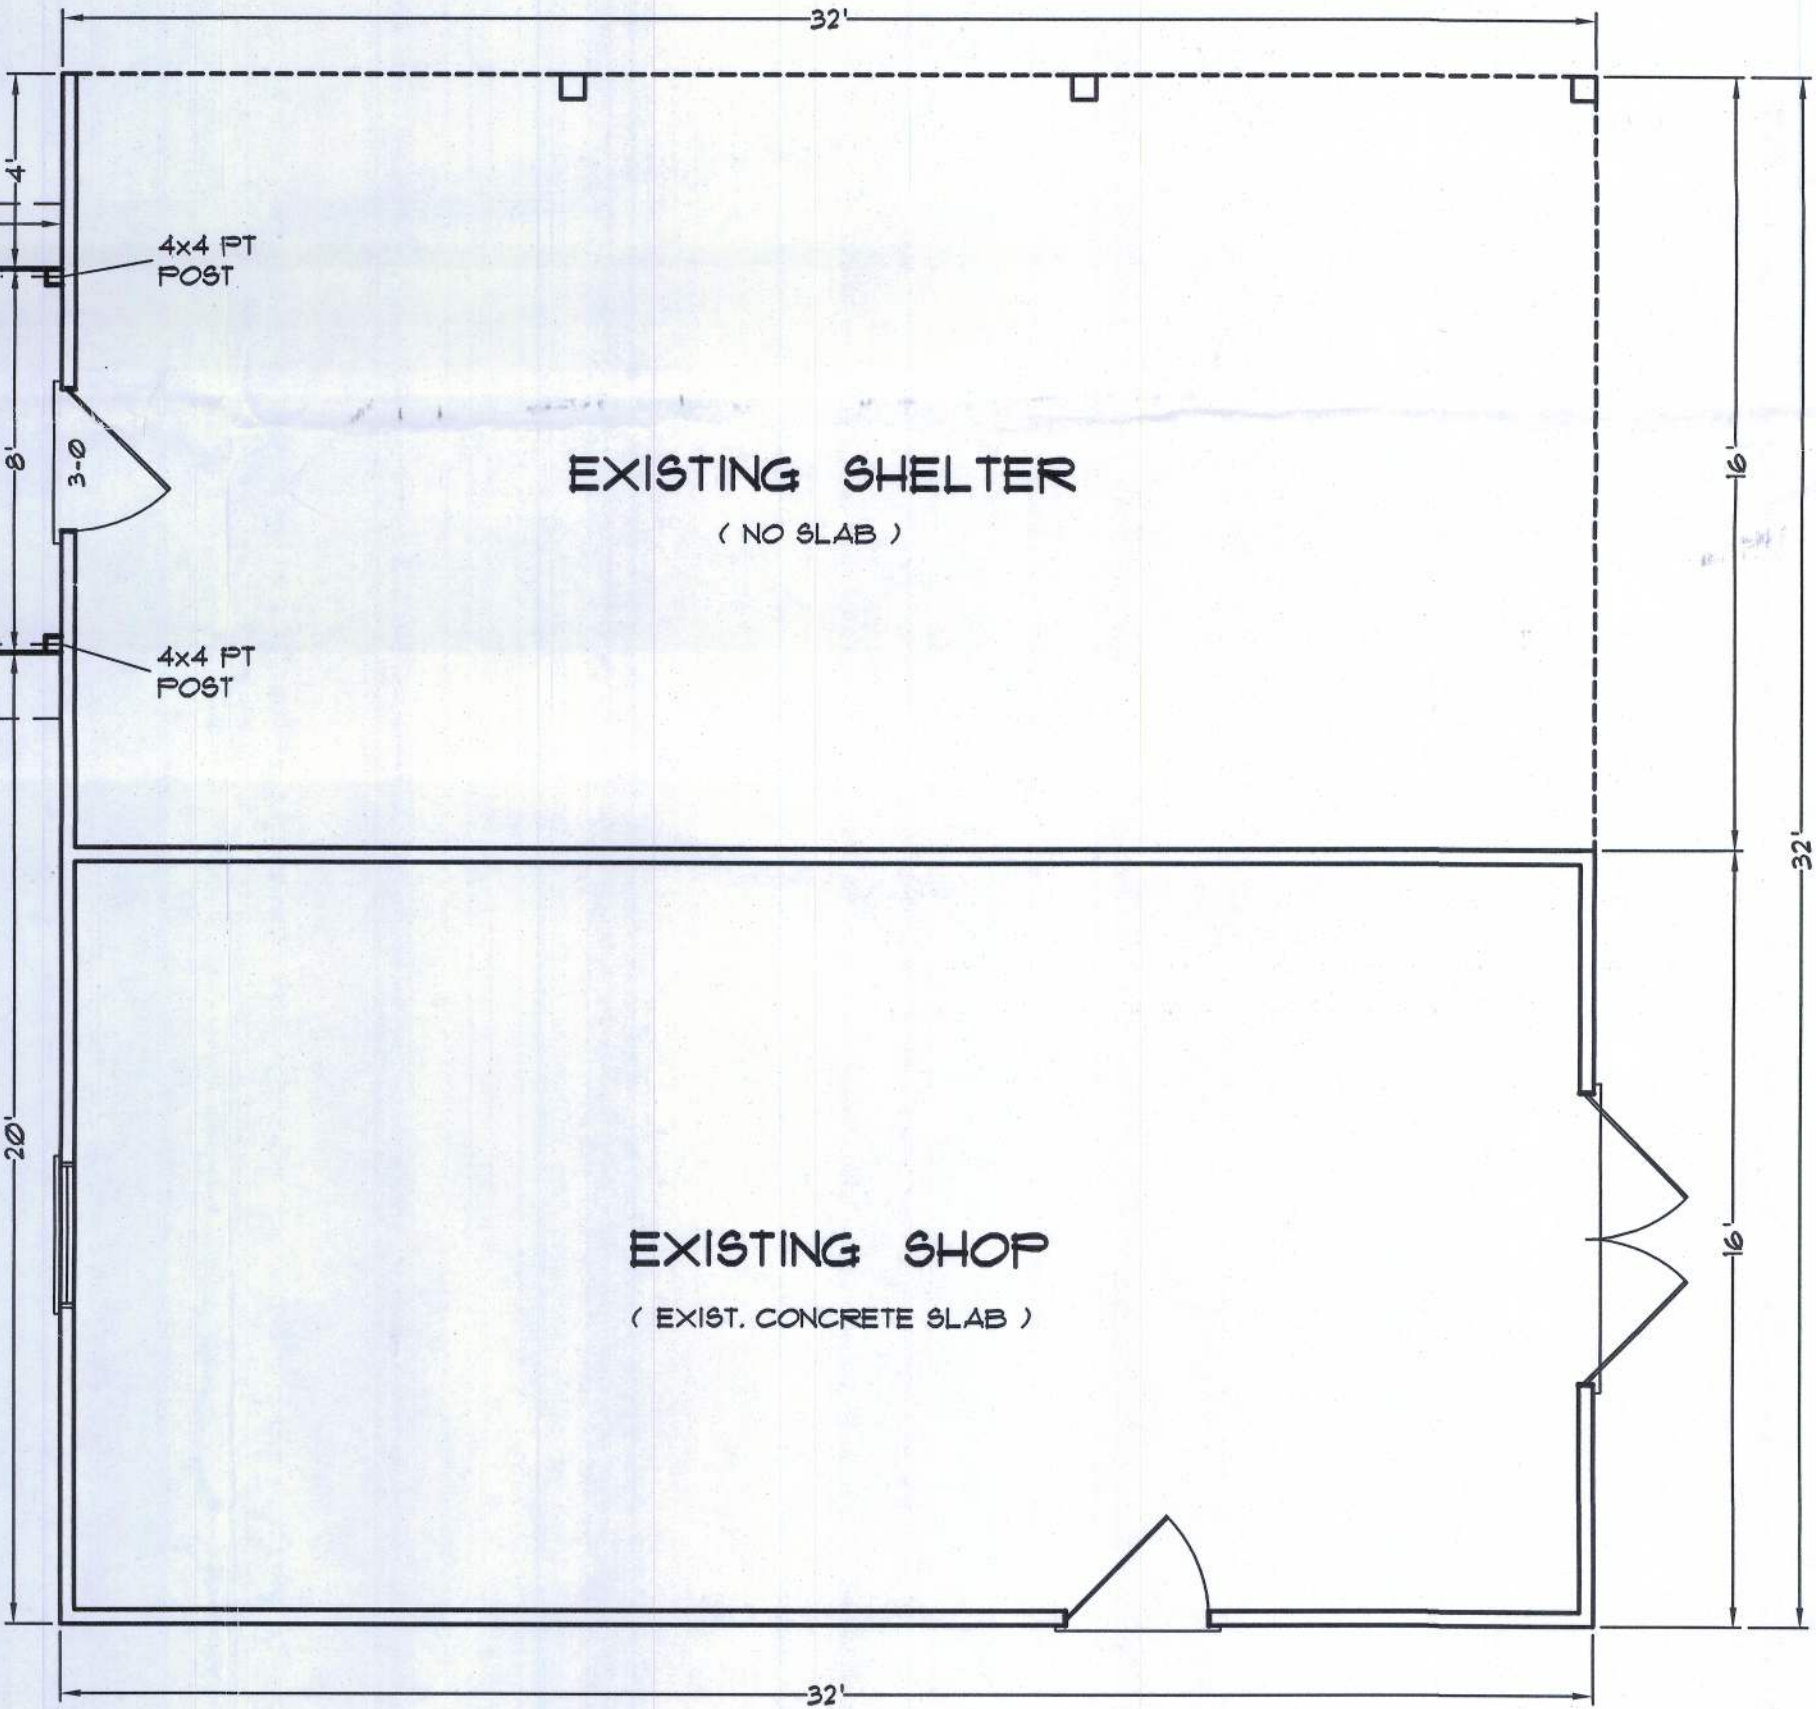 32'
4'
4x4 PT
POST
8'
3-0
EXISTING SHELTER
( NO SLAB )
16'
4x4 PT
POST
32'
20'
EXISTING SHOP
( EXIST. CONCRETE SLAB )
16'
32'